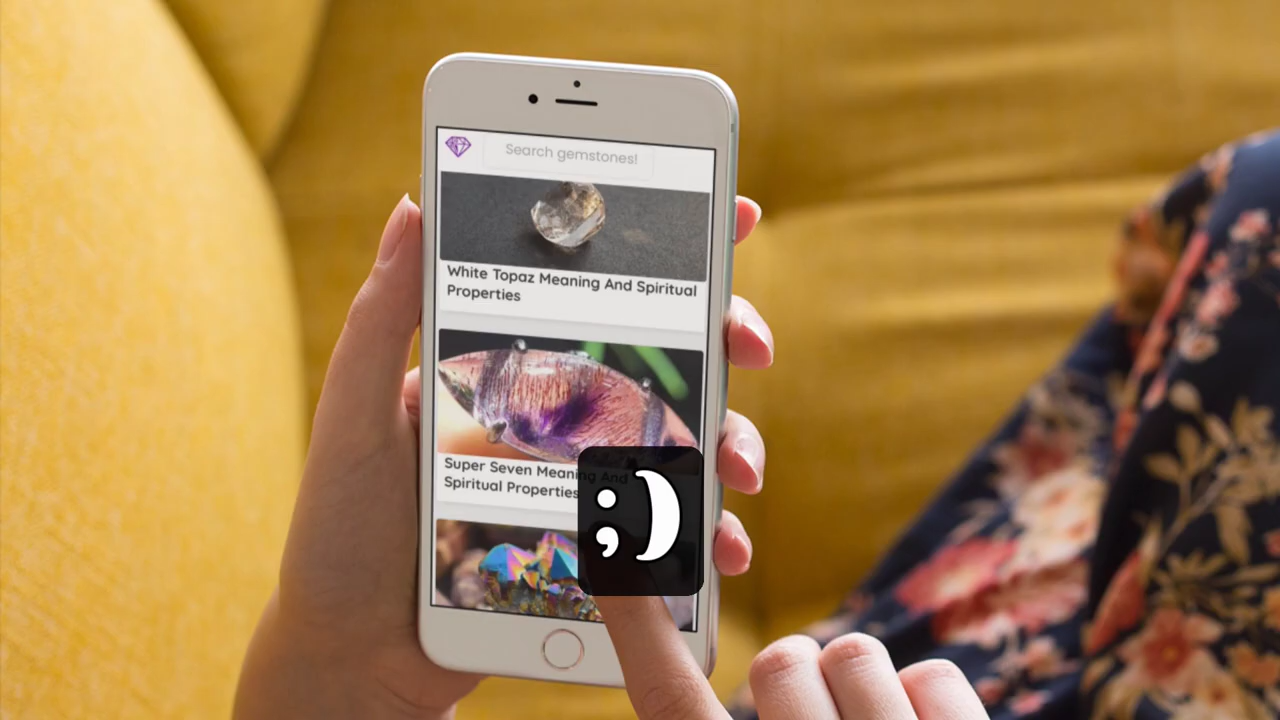 Search gemstones!
White Topaz Meaning And Spiritual
Properties
Super Seven Meaning And
Spiritual Properties
;)